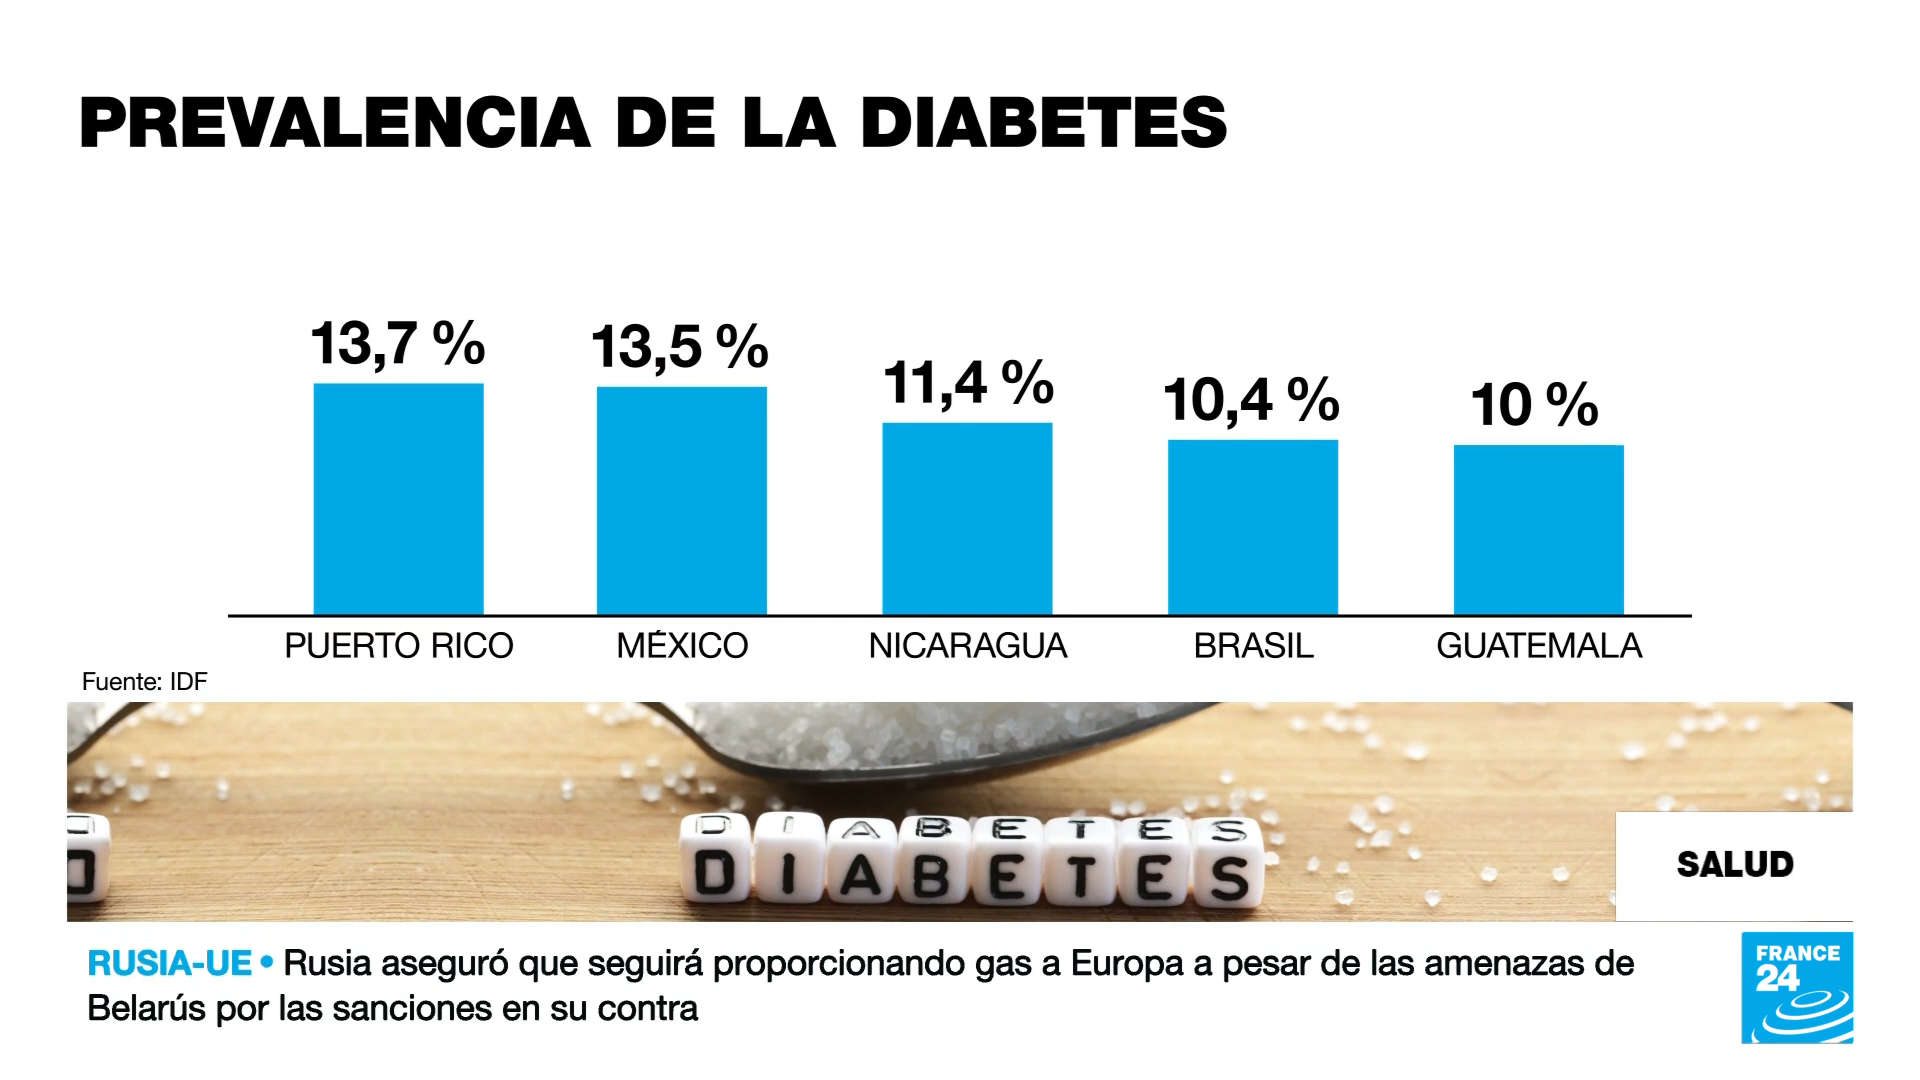 PREVALENCIA DE LA DIABETES
13,7 %
13,5 %
11,4 %
10,4 %
10 %
PUERTO RICO
MÉXICO
NICARAGUA
BRASIL
GUATEMALA
Fuente: IDF
DIABETES
DIABETES
SALUD
RUSIA-UE • Rusia aseguró que seguirá proporcionando gas a Europa a pesar de las amenazas de
Belarús por las sanciones en su contra
FRANCE
24